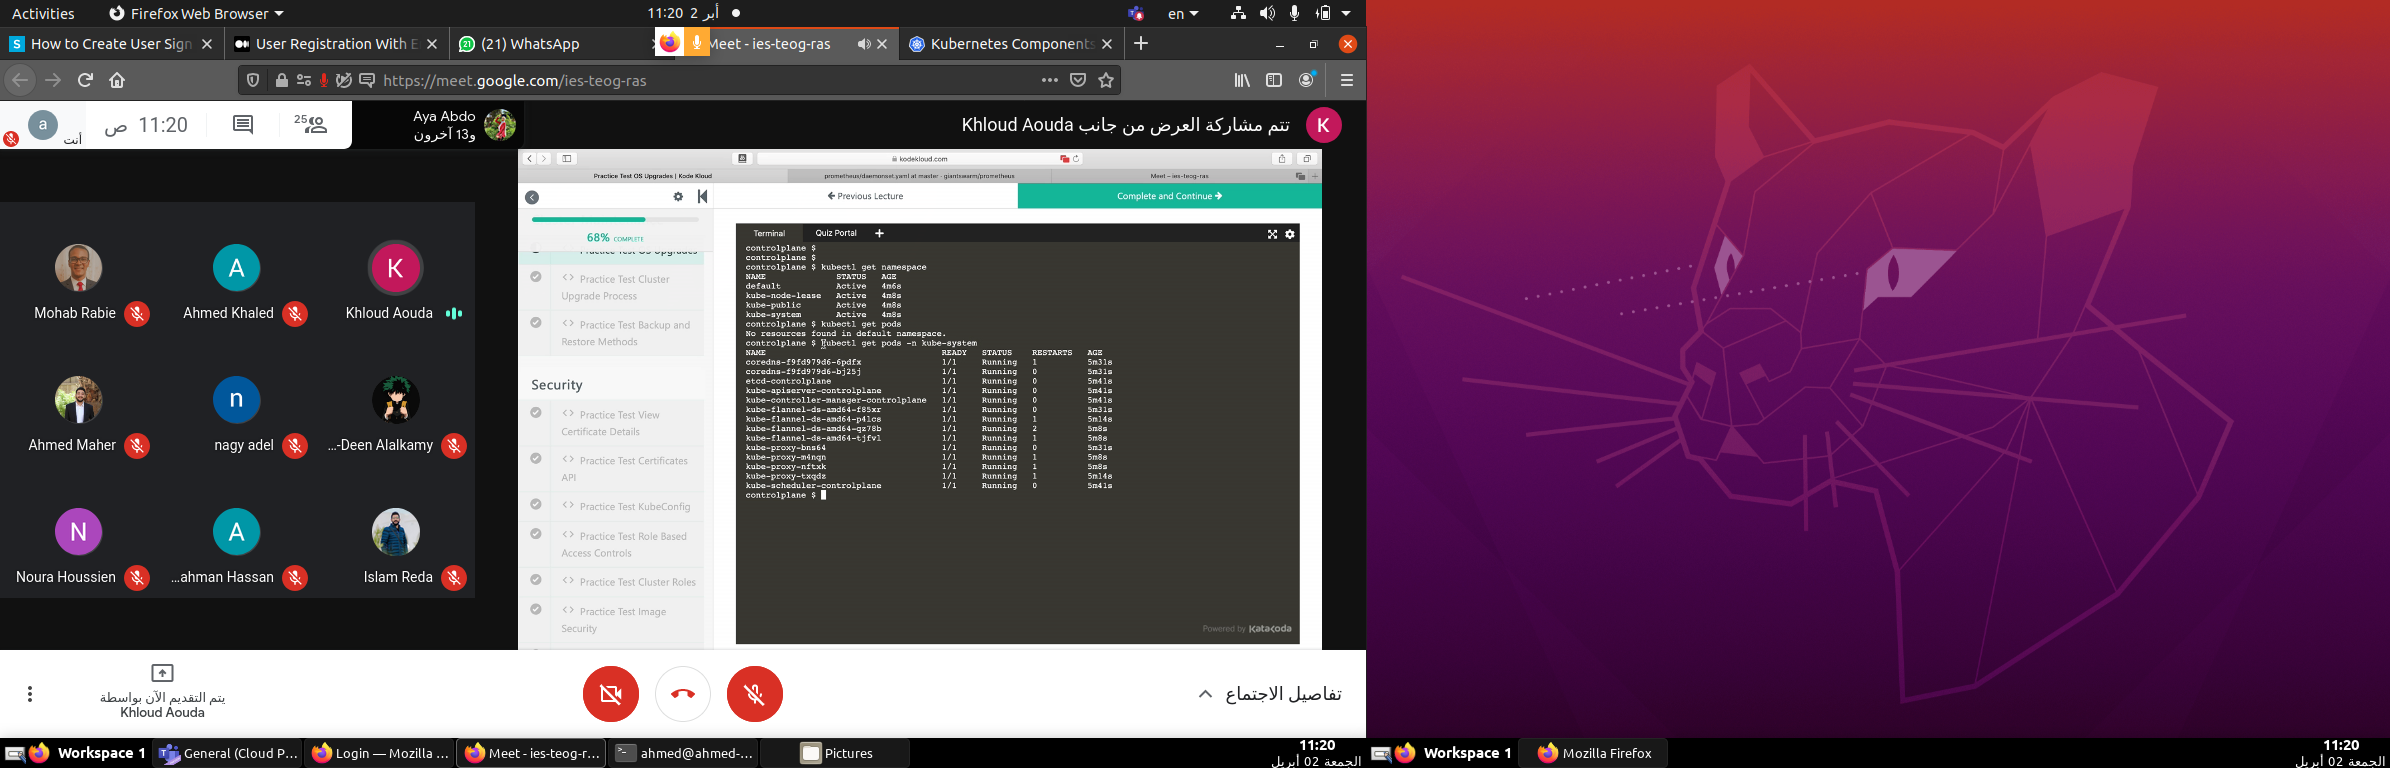 Activities
Firefox Web Browser
11:20 2 أبر
en
How to Create User Sign
User Registration With E
(21) WhatsApp
Meet - ies-teog-ras
Kubernetes Components
https://meet.google.com/ies-teog-ras
a
أنت
11:20 ص
25
Aya Abdo
و13 آخرون
تتم مشاركة العرض من جانب Khloud Aouda
K
Mohab Rabie
A
Ahmed Khaled
K
Khloud Aouda
Ahmed Maher
n
nagy adel
...-Deen Alalkamy
N
Noura Houssien
A
...ahman Hassan
Islam Reda
kodekloud.com
Practice Test OS Upgrades | Kode Kloud
prometheus/daemonset.yaml at master · giantswarm/prometheus
Meet – ies-teog-ras
Previous Lecture
Complete and Continue
68% COMPLETE
Practice Test OS Upgrades
Practice Test Cluster
Upgrade Process
Practice Test Backup and
Restore Methods
Security
Practice Test View
Certificate Details
Practice Test Certificates
API
Practice Test KubeConfig
Practice Test Role Based
Access Controls
Practice Test Cluster Roles
Practice Test Image
Security
Terminal
Quiz Portal
+
controlplane $
controlplane $
controlplane $ kubectl get namespace
NAME STATUS AGE
default Active 4m6s
kube-node-lease Active 4m8s
kube-public Active 4m8s
kube-system Active 4m8s
controlplane $ kubectl get pods
No resources found in default namespace.
controlplane $ kubectl get pods -n kube-system
NAME READY STATUS RESTARTS AGE
coredns-f9fd979d6-6pdfx 1/1 Running 1 5m31s
coredns-f9fd979d6-bj25j 1/1 Running 0 5m31s
etcd-controlplane 1/1 Running 0 5m41s
kube-apiserver-controlplane 1/1 Running 0 5m41s
kube-controller-manager-controlplane 1/1 Running 0 5m41s
kube-flannel-ds-amd64-f85xr 1/1 Running 0 5m31s
kube-flannel-ds-amd64-p41cs 1/1 Running 1 5m14s
kube-flannel-ds-amd64-qz78b 1/1 Running 2 5m8s
kube-flannel-ds-amd64-tjfvl 1/1 Running 1 5m8s
kube-proxy-bns64 1/1 Running 0 5m31s
kube-proxy-m4nqn 1/1 Running 1 5m8s
kube-proxy-nftxk 1/1 Running 1 5m8s
kube-proxy-txqdz 1/1 Running 1 5m14s
kube-scheduler-controlplane 1/1 Running 0 5m41s
controlplane $
Powered by Katacoda
يتم التقديم الآن بواسطة
Khloud Aouda
تفاصيل الاجتماع
Workspace 1
General (Cloud P...
Login — Mozilla ...
Meet - ies-teog-r...
ahmed@ahmed-...
Pictures
11:20
الجمعة 02 أبريل
Workspace 1
Mozilla Firefox
11:20
الجمعة 02 أبريل